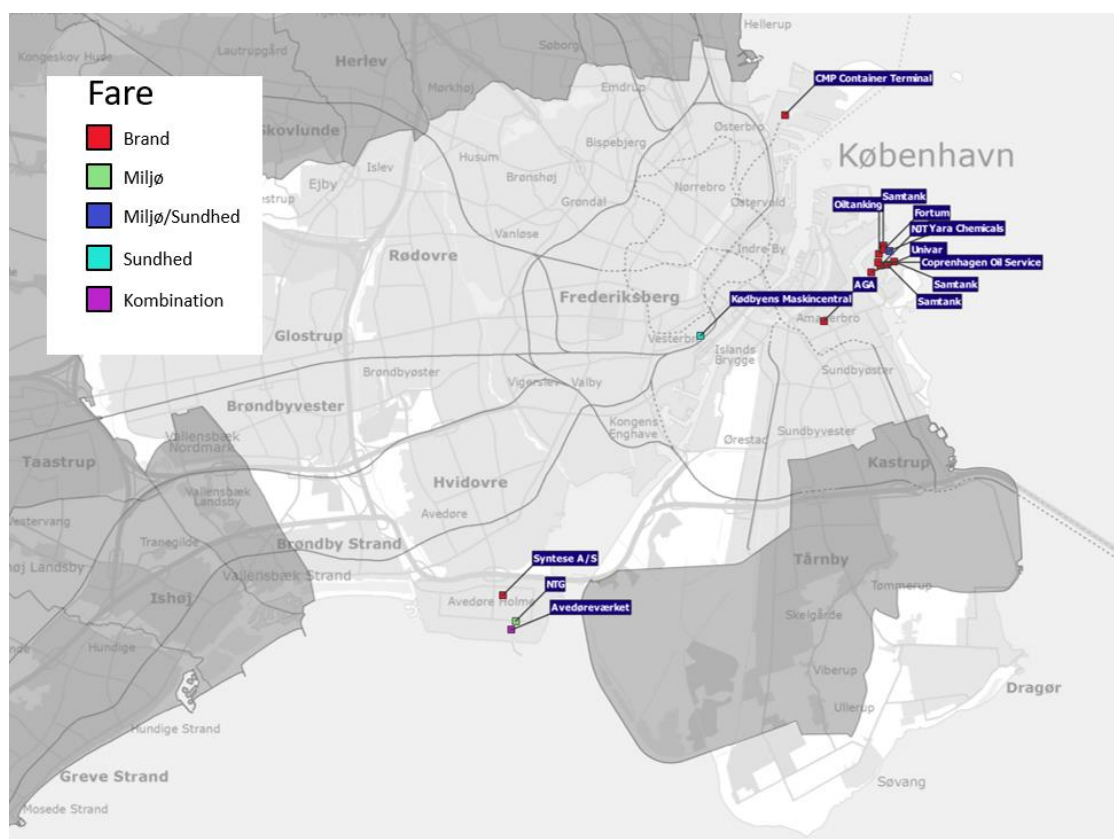 Hellerup
Kongeskov Huse
Lautrupgård
Herlev
Søborg
Mørkhøj
Emdrup
CMP Container Terminal
Fare
Brand
Miljø
Miljø/Sundhed
Sundhed
Kombination
Skovlunde
Østerbro
Bispebjerg
Islev
Husum
Ejby
Brønshøj
København
Nørrebro
Grøndal
Østervold
Samtank
Oiltanking
Fortum
NJT Yara Chemicals
Vanløse
Indre By
Univar
Rødovre
Coprenhagen Oil Service
AGA
Samtank
Frederiksberg
Kødbyens Maskincentral
Samtank
Amagerbro
Glostrup
Vesterbro
Islands
Brygge
Brøndbyøster
Vigerslev
Valby
Sundbyøster
Brøndbyvester
Kongens
Enghave
Sundbyvester
Vallensbæk
Nordmark
Ørestad
Taastrup
Kastrup
Hvidovre
Vallensbæk
Landsby
Avedøre
Vestervang
Tranegilde
Brøndby Strand
Tårnby
Syntese A/S
høj Landsby
Vallensbæk Strand
NTG
Tømmerup
Ishøj
Avedøre Holme
Avedøreværket
Skelgårde
Hundige
Viberup
Dragør
Ullerup
Hundige Strand
Greve Strand
Søvang
Mosede Strand